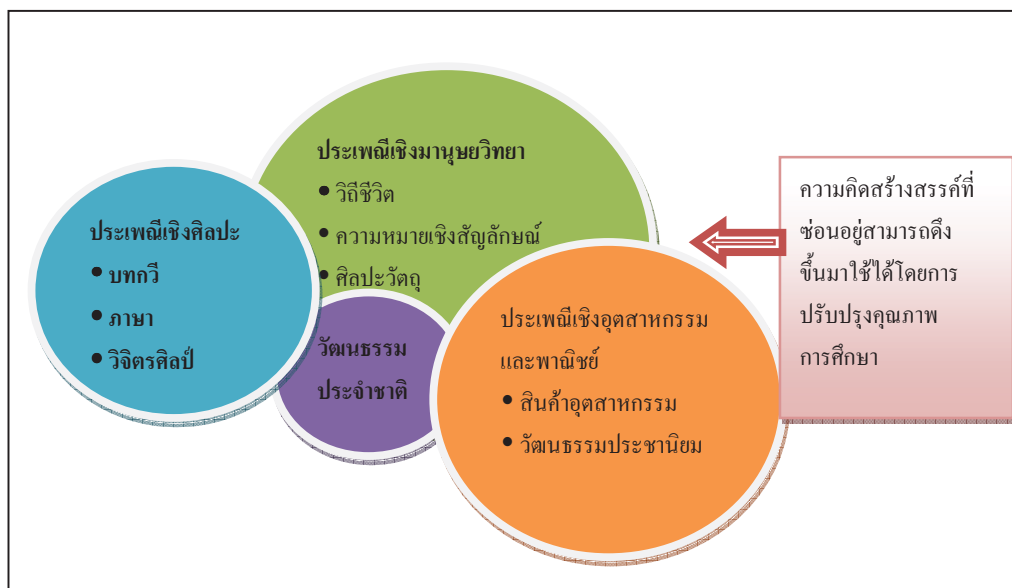 ประเพณีเชิงมานุษยวิทยา
• วิถีชีวิต
• ความหมายเชิงสัญลักษณ์
• ศิลปะวัตถุ
ประเพณีเชิงศิลปะ
• บทกวี
• ภาษา
• วิจิตรศิลป์
วัฒนธรรม
ประจำชาติ
ประเพณีเชิงอุตสาหกรรม
และพาณิชย์
• สินค้าอุตสาหกรรม
• วัฒนธรรมประชานิยม
ความคิดสร้างสรรค์ที่
ซ่อนอยู่สามารถดึง
ขึ้นมาใช้ได้โดยการ
ปรับปรุงคุณภาพ
การศึกษา